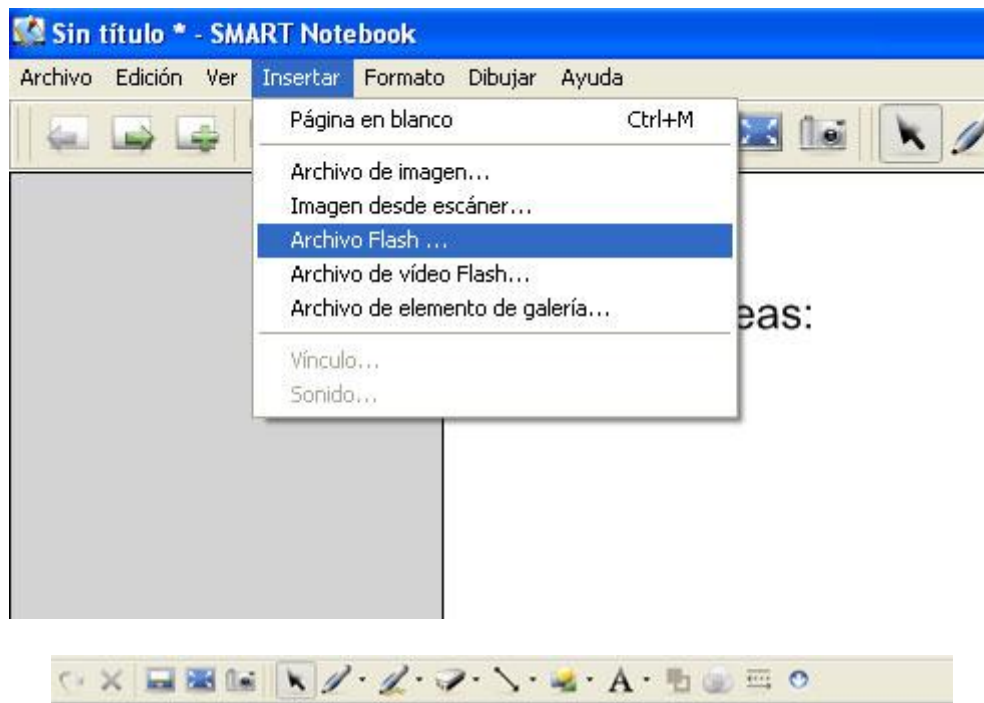 Sin título * - SMART Notebook
Archivo Edición Ver Insertar Formato Dibujar Ayuda
Página en blanco Ctrl+M
Archivo de imagen...
Imagen desde escáner...
Archivo Flash ...
Archivo de vídeo Flash...
Archivo de elemento de galería...
eas:
Vínculo...
Sonido...
A